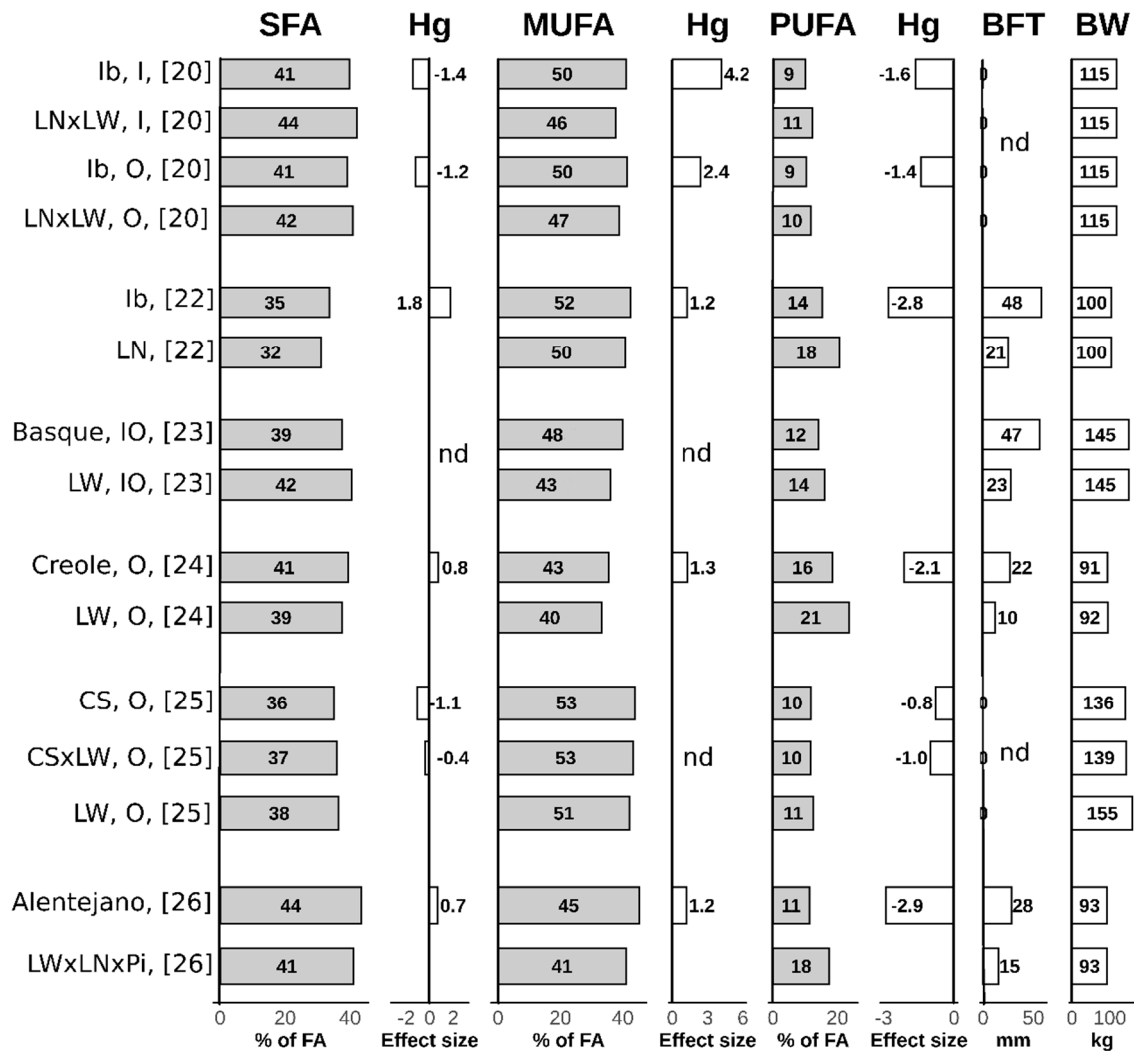 SFA Hg MUFA Hg PUFA Hg BFT BW
Ib, I, [20] 41 -1.4 50 4.2 9 -1.6 0 115
LNxLW, I, [20] 44 46 11 0 115
nd
Ib, O, [20] 41 -1.2 50 2.4 9 -1.4 0 115
LNxLW, O, [20] 42 47 10 0 115
Ib, [22] 35 1.8 52 1.2 14 -2.8 48 100
LN, [22] 32 50 18 21 100
Basque, IO, [23] 39 48 12 47 145
nd nd
LW, IO, [23] 42 43 14 23 145
Creole, O, [24] 41 0.8 43 1.3 16 -2.1 22 91
LW, O, [24] 39 40 21 10 92
CS, O, [25] 36 -1.1 53 10 -0.8 0 136
CSxLW, O, [25] 37 -0.4 53 nd 10 -1.0 0 nd 139
LW, O, [25] 38 51 11 0 155
Alentejano, [26] 44 0.7 45 1.2 11 -2.9 28 93
LWxLNxPi, [26] 41 41 18 15 93
0 20 40 -2 0 2 0 20 40 0 3 6 0 20 -3 0 0 50 0 100
% of FA Effect size % of FA Effect size % of FA Effect size mm kg